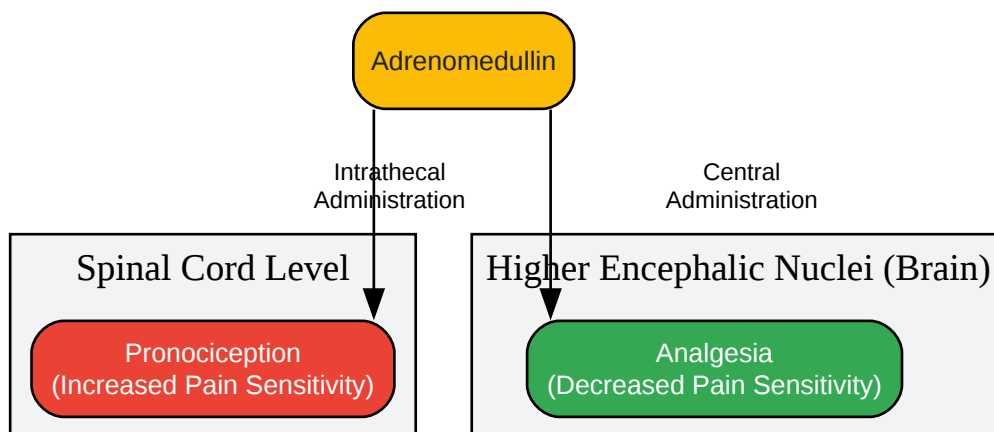 Adrenomedullin
Intrathecal
Administration
Central
Administration
Spinal Cord Level
Higher Encephalic Nuclei (Brain)
Pronociception
(Increased Pain Sensitivity)
Analgesia
(Decreased Pain Sensitivity)